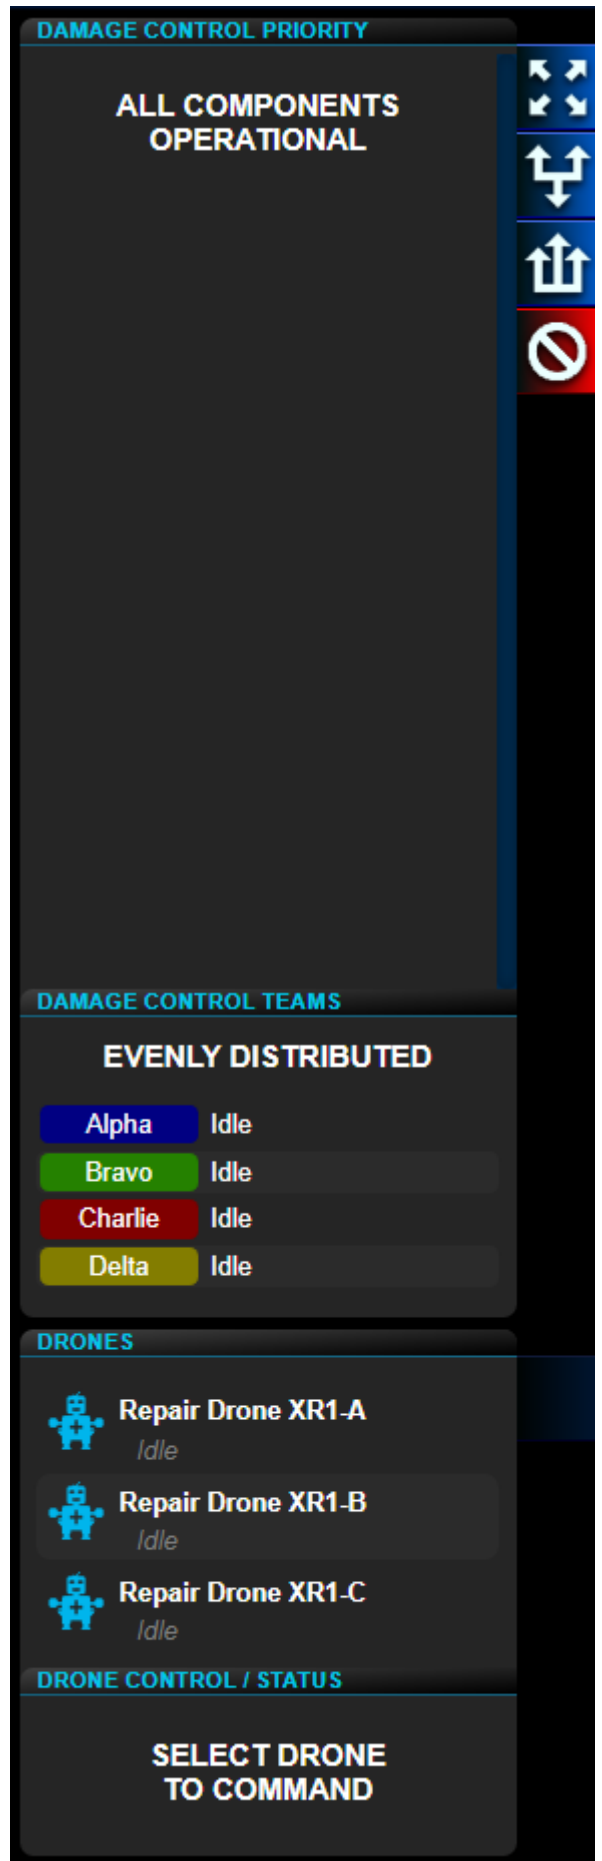 DAMAGE CONTROL PRIORITY
ALL COMPONENTS
OPERATIONAL
DAMAGE CONTROL TEAMS
EVENLY DISTRIBUTED
Alpha Idle
Bravo Idle
Charlie Idle
Delta Idle
DRONES
Repair Drone XR1-A
Idle
Repair Drone XR1-B
Idle
Repair Drone XR1-C
Idle
DRONE CONTROL / STATUS
SELECT DRONE
TO COMMAND